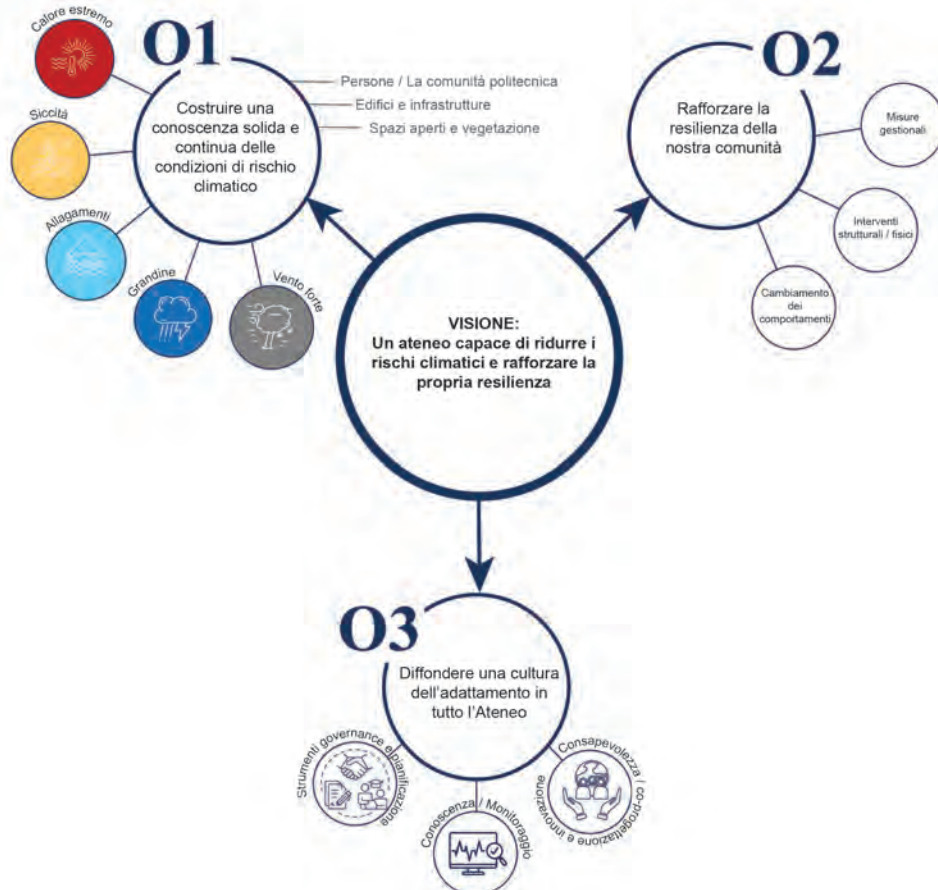 Calore estremo
O1
Costruire una
conoscenza solida e
continua delle
condizioni di rischio
climatico
Persone / La comunità politecnica
Edifici e infrastrutture
Spazi aperti e vegetazione
Siccità
Allagamenti
Grandine
Vento forte
O2
Rafforzare la
resilienza della
nostra comunità
Misure
gestionali
Interventi
strutturali / fisici
Cambiamento
dei
comportamenti
VISIONE:
Un ateneo capace di ridurre i
rischi climatici e rafforzare la
propria resilienza
O3
Diffondere una cultura
dell'adattamento in
tutto l'Ateneo
Strumenti governance e pianificazione
Conoscenza / Monitoraggio
Consapevolezza / co-progettazione e innovazione